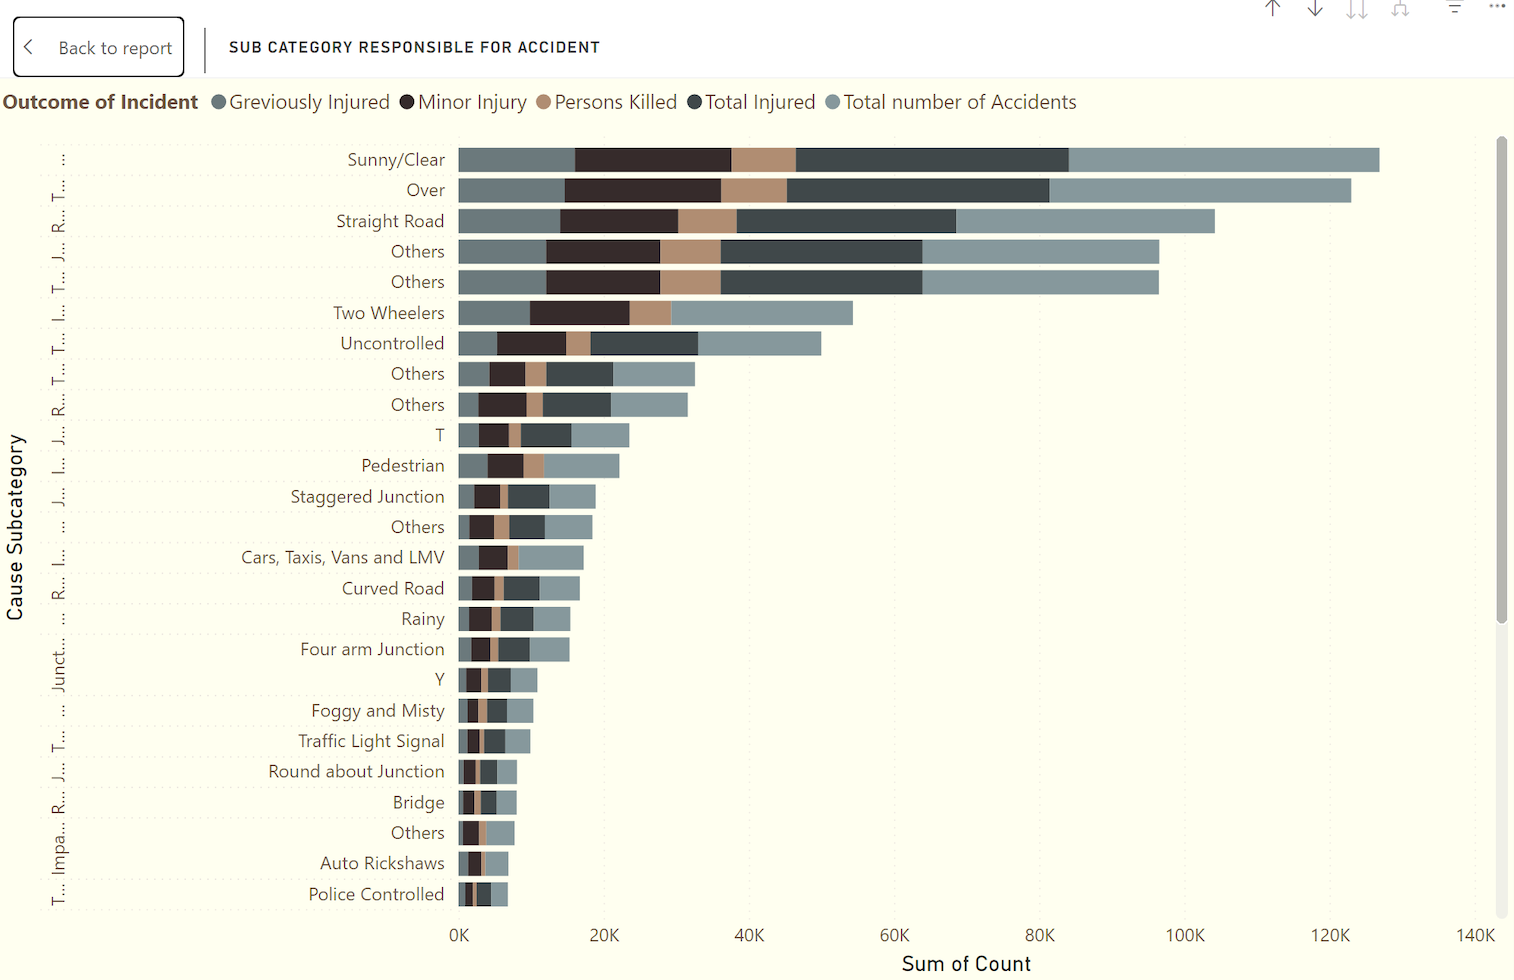 Back to report
SUB CATEGORY RESPONSIBLE FOR ACCIDENT
Outcome of Incident Greviously Injured Minor Injury Persons Killed Total Injured Total number of Accidents
Cause Subcategory
... Sunny/Clear
T... Over
R... Straight Road
J... Others
T... Others
I... Two Wheelers
T... Uncontrolled
T... Others
R... Others
J... T
I... Pedestrian
J... Staggered Junction
... Others
I... Cars, Taxis, Vans and LMV
R... Curved Road
... Rainy
Junct... Four arm Junction
Y
... Foggy and Misty
T... Traffic Light Signal
J... Round about Junction
R... Bridge
Impa... Others
Auto Rickshaws
T... Police Controlled
0K 20K 40K 60K 80K 100K 120K 140K
Sum of Count